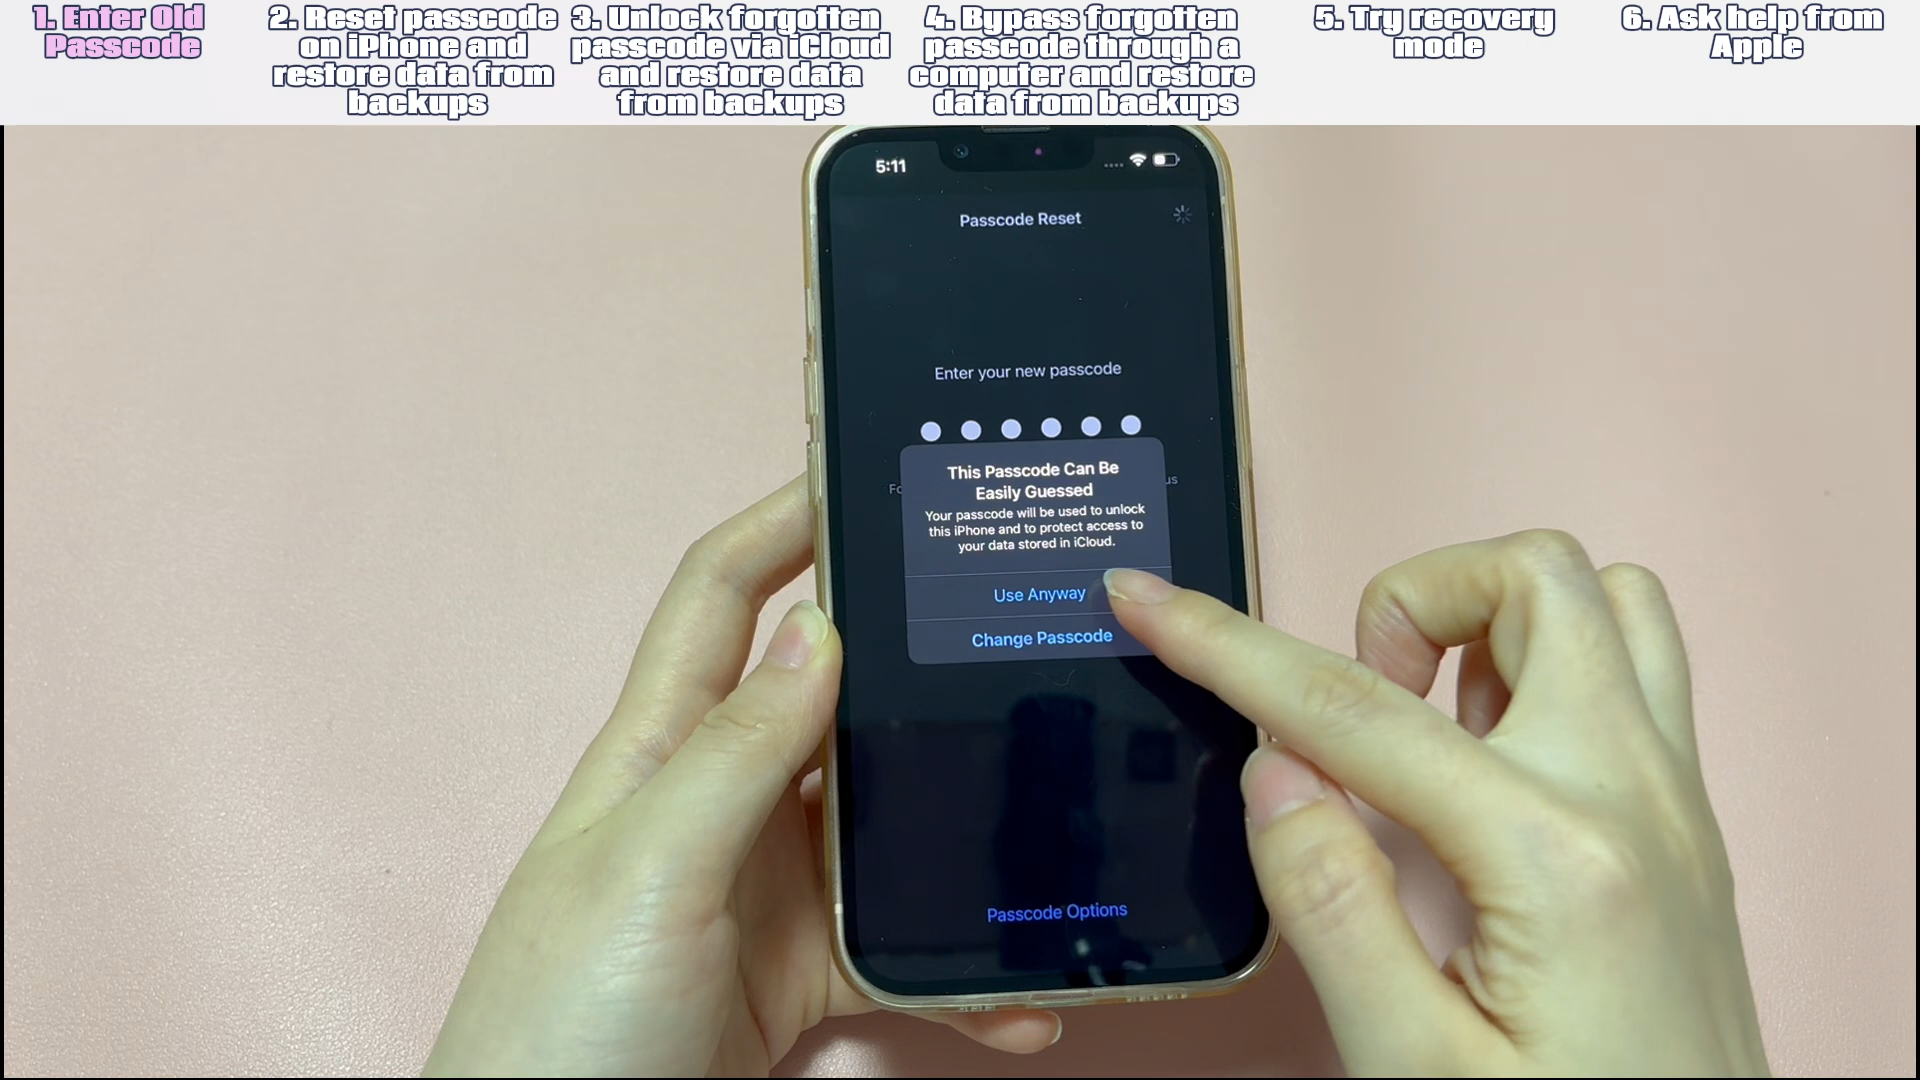 1. Enter Old
Passcode
2. Reset passcode
on iPhone and
restore data from
backups
3. Unlock forgotten
passcode via iCloud
and restore data
from backups
4. Bypass forgotten
passcode through a
computer and restore
data from backups
5. Try recovery
mode
6. Ask help from
Apple
5:11
Passcode Reset
Enter your new passcode
This Passcode Can Be
Easily Guessed
Your passcode will be used to unlock
this iPhone and to protect access to
your data stored in iCloud.
Use Anyway
Change Passcode
Passcode Options